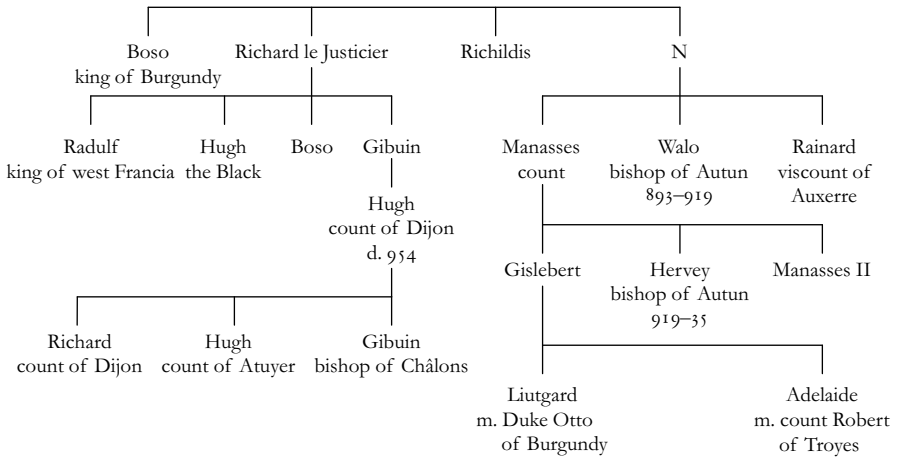 Boso
king of Burgundy
Richard le Justicier
Richildis
N
Radulf
king of west Francia
Hugh
the Black
Boso
Gibuin
Manasses
count
Walo
bishop of Autun
893–919
Rainard
viscount of
Auxerre
Hugh
count of Dijon
d. 954
Gislebert
Hervey
bishop of Autun
919–35
Manasses II
Richard
count of Dijon
Hugh
count of Atuyer
Gibuin
bishop of Châlons
Liutgard
m. Duke Otto
of Burgundy
Adelaide
m. count Robert
of Troyes